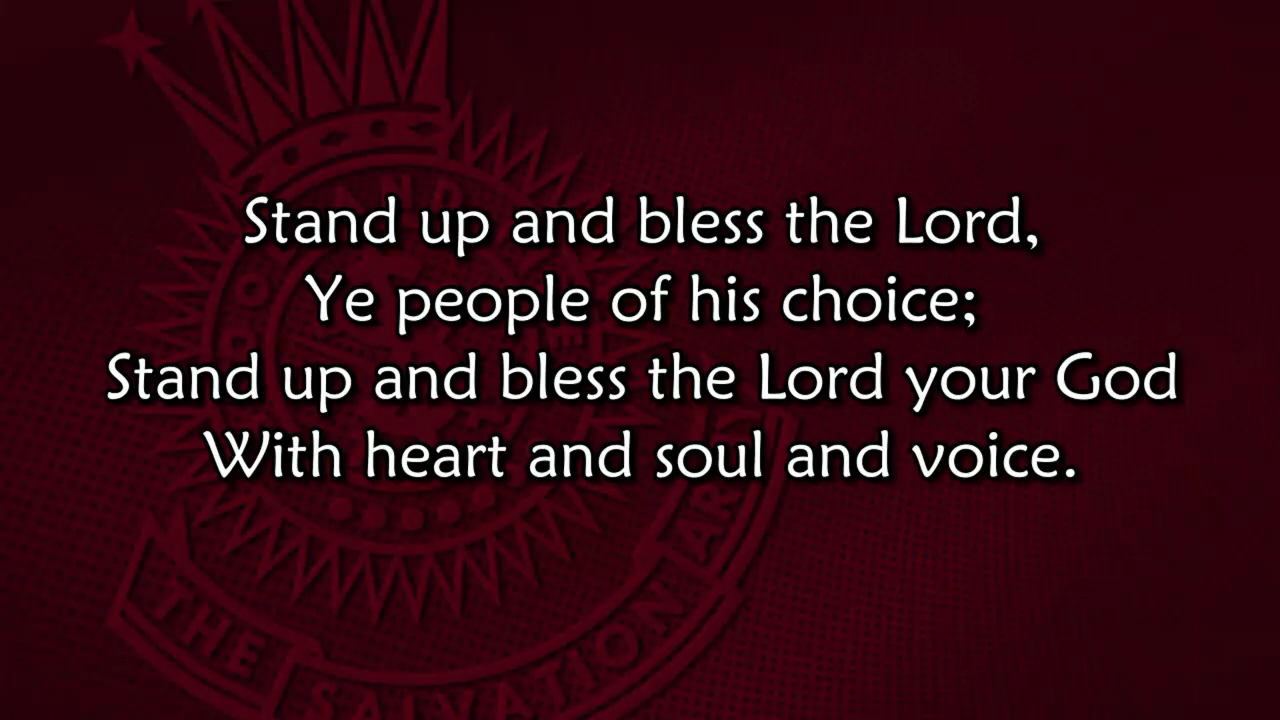 Stand up and bless the Lord,
Ye people of his choice;
Stand up and bless the Lord your God
With heart and soul and voice.
THE SALVATION ARMY